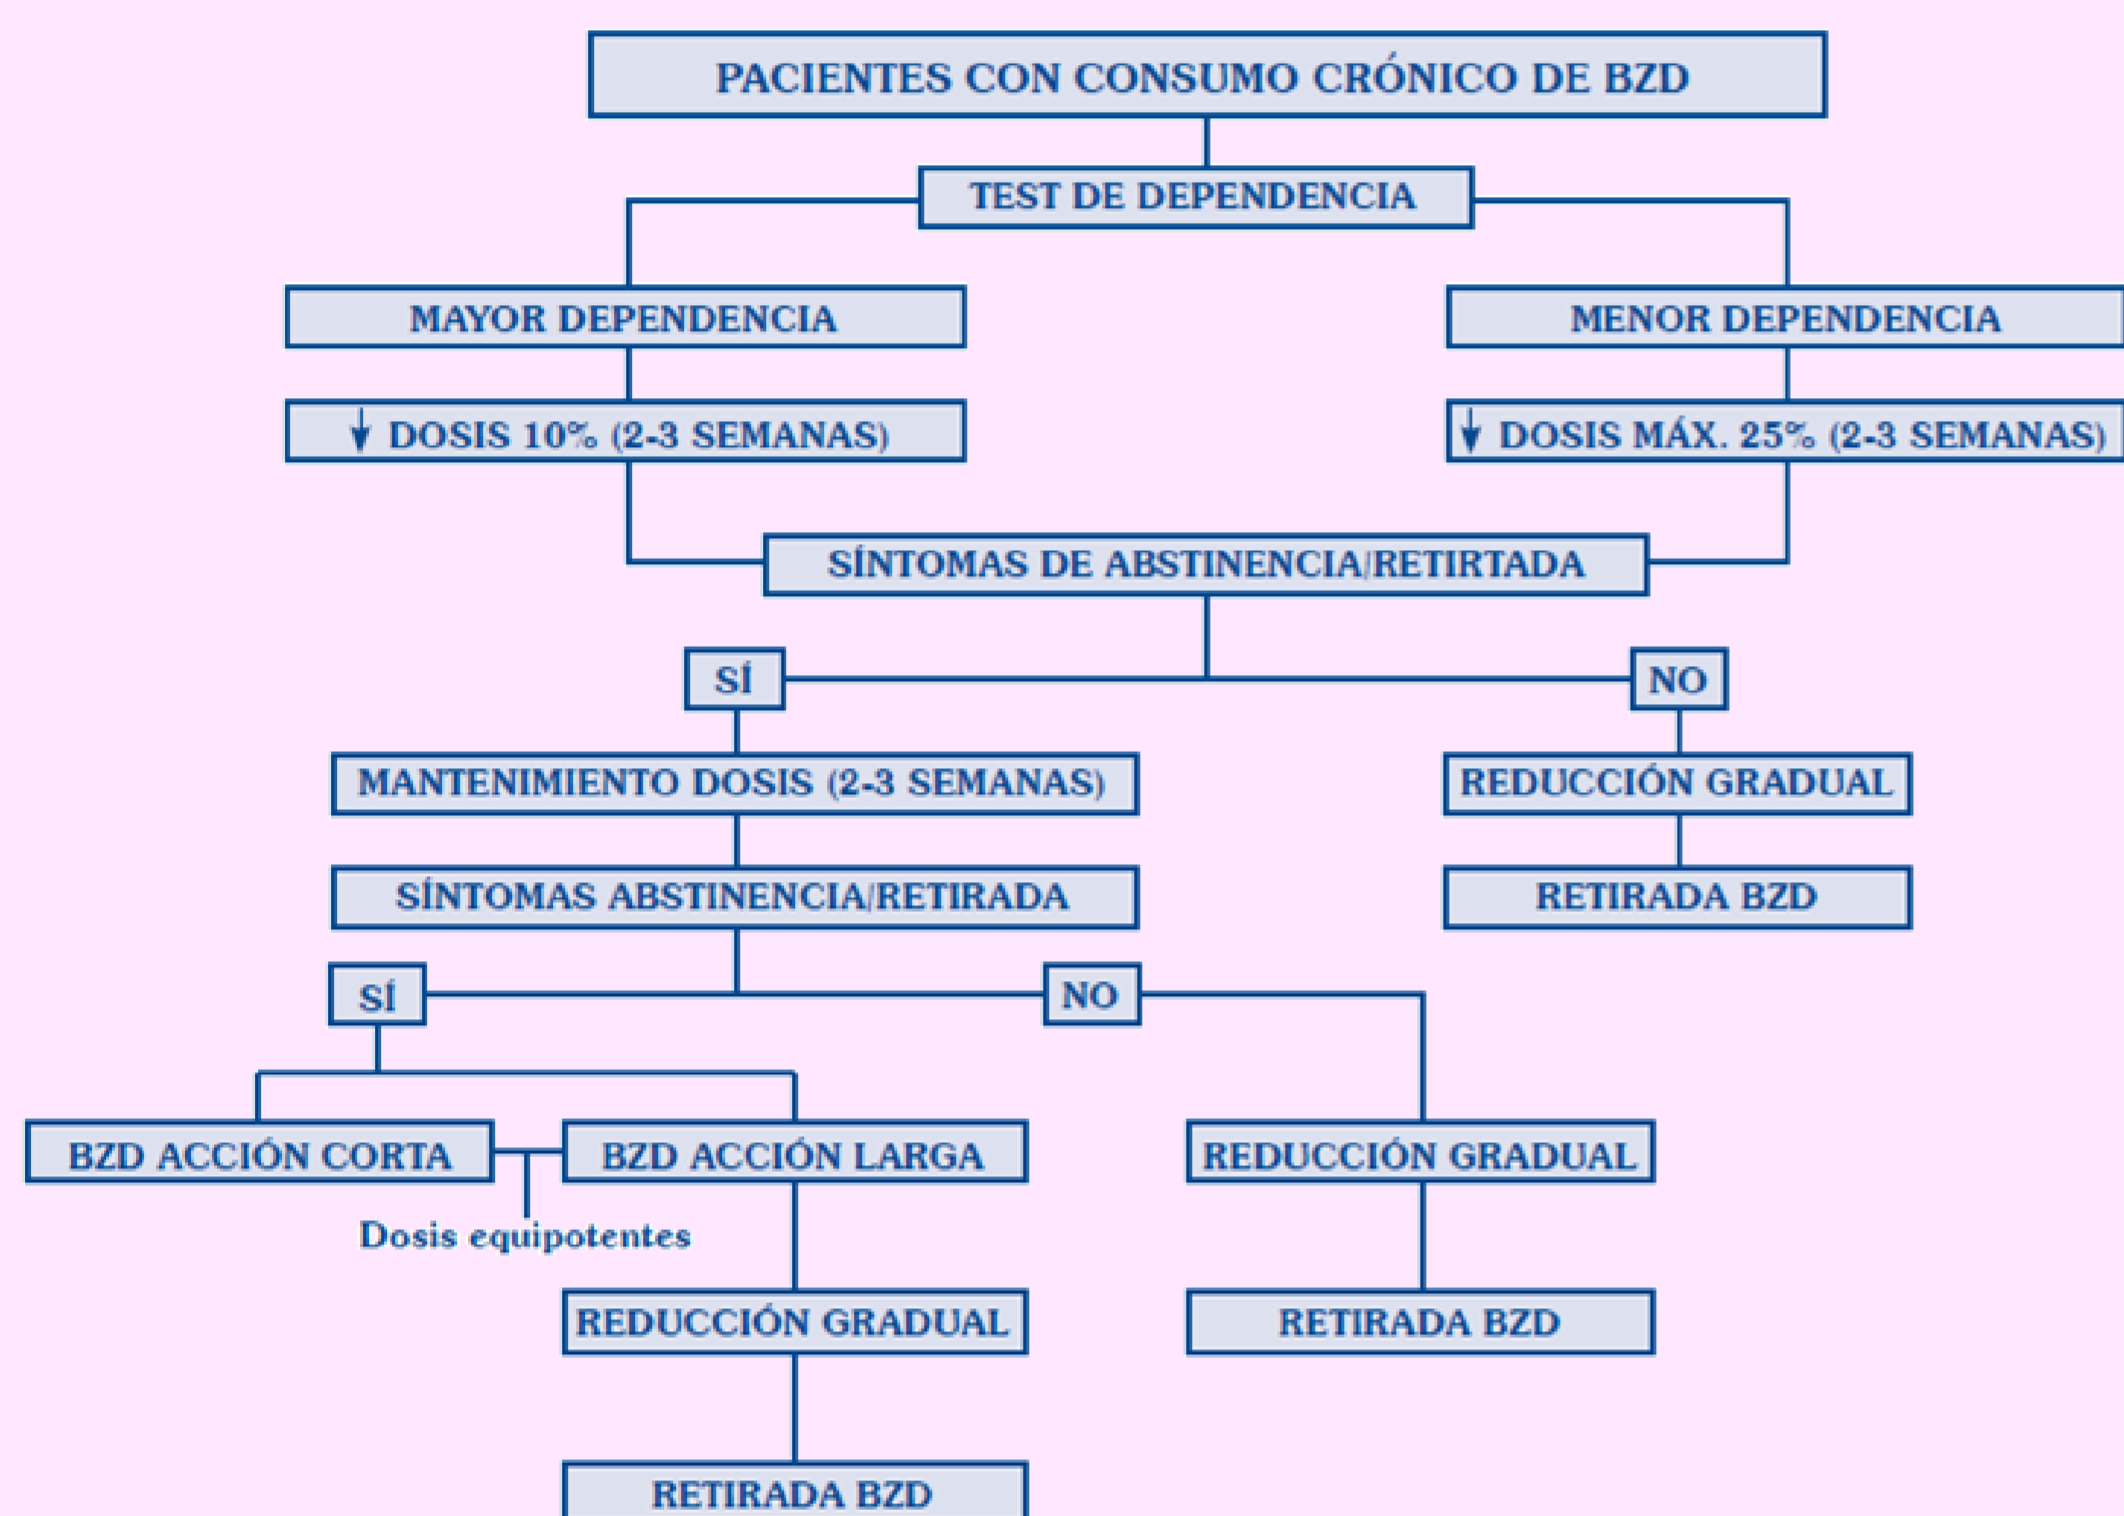 PACIENTES CON CONSUMO CRÓNICO DE BZD
TEST DE DEPENDENCIA
MAYOR DEPENDENCIA
MENOR DEPENDENCIA
↓ DOSIS 10% (2-3 SEMANAS)
↓ DOSIS MÁX. 25% (2-3 SEMANAS)
SÍNTOMAS DE ABSTINENCIA/RETIRTADA
SÍ
NO
MANTENIMIENTO DOSIS (2-3 SEMANAS)
REDUCCIÓN GRADUAL
SÍNTOMAS ABSTINENCIA/RETIRADA
RETIRADA BZD
SÍ
NO
BZD ACCIÓN CORTA
BZD ACCIÓN LARGA
REDUCCIÓN GRADUAL
Dosis equipotentes
REDUCCIÓN GRADUAL
RETIRADA BZD
RETIRADA BZD